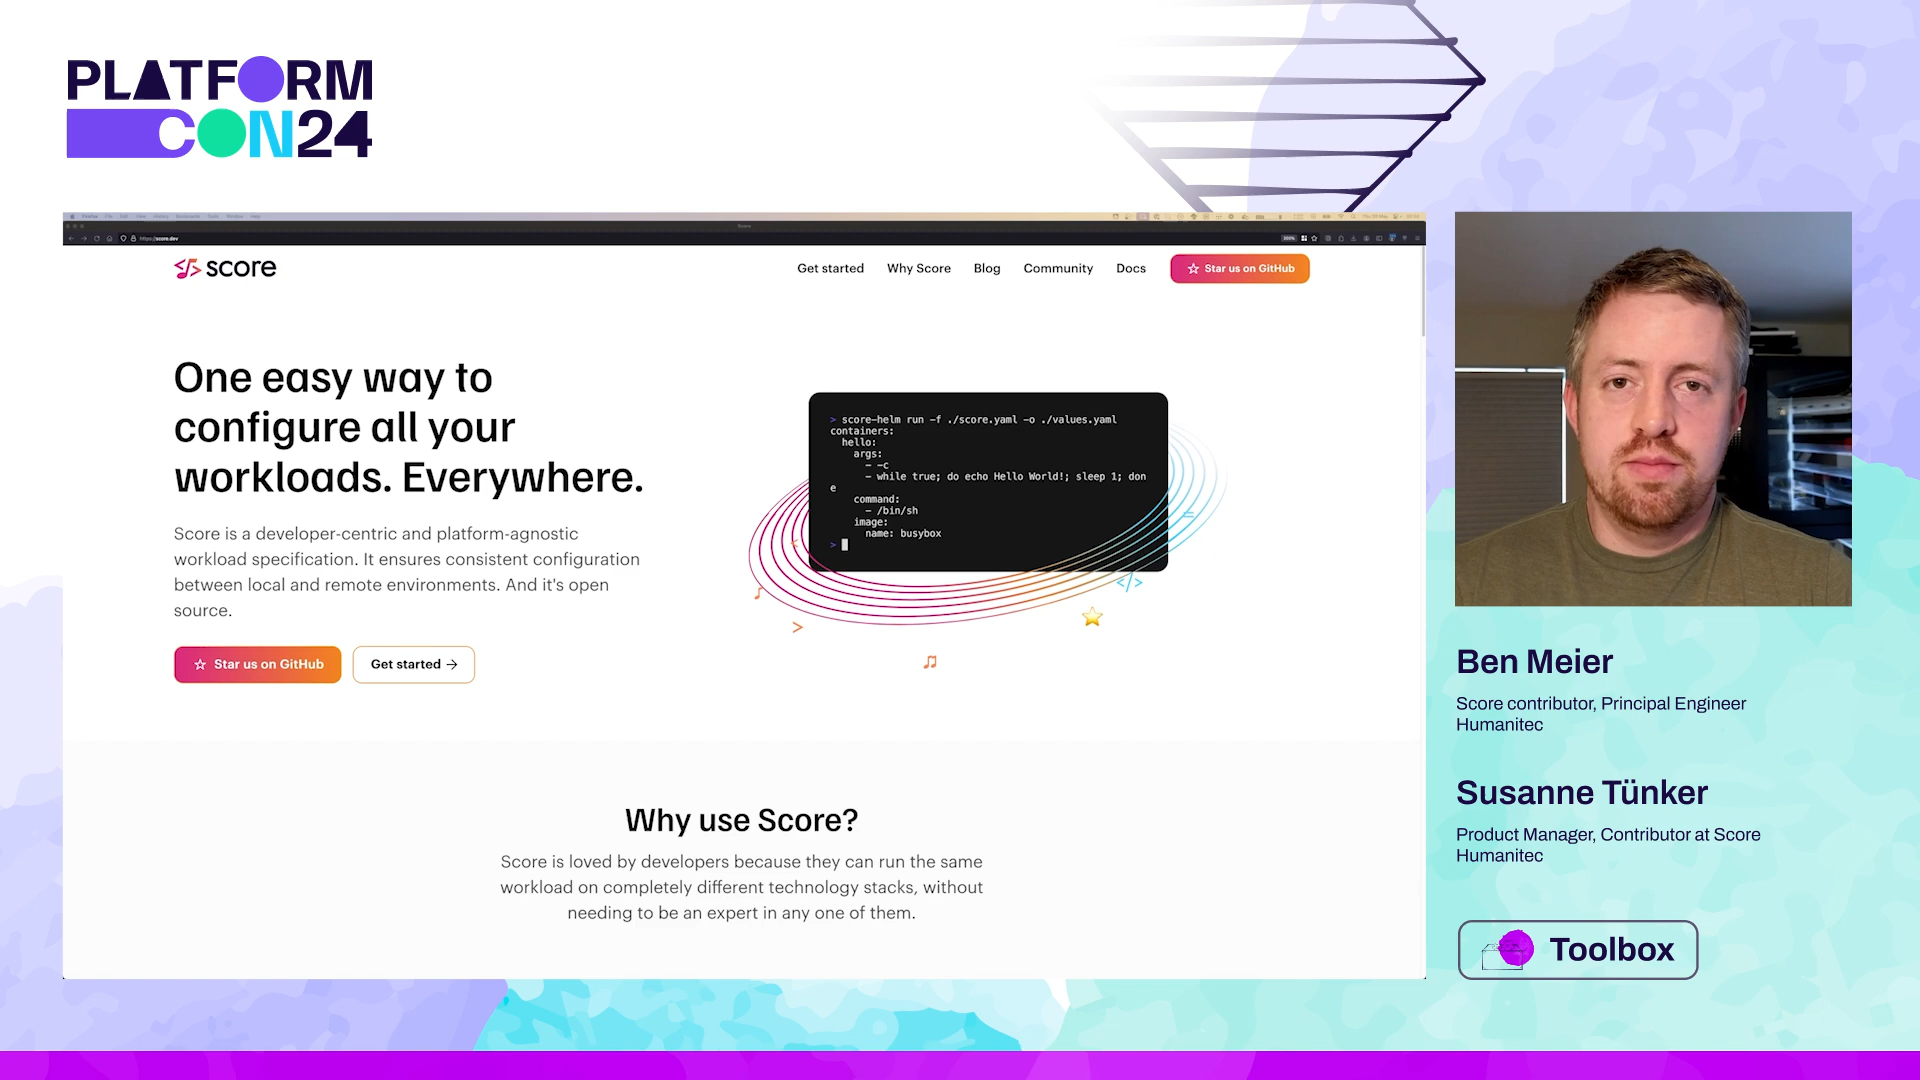 PLATFORM
CON24
https://score.dev
score
Get started
Why Score
Blog
Community
Docs
Star us on GitHub
One easy way to
configure all your
workloads. Everywhere.
Score is a developer-centric and platform-agnostic
workload specification. It ensures consistent configuration
between local and remote environments. And it's open
source.
Star us on GitHub
Get started →
> score-helm run -f ./score.yaml -o ./values.yaml
containers:
hello:
args:
- -c
- while true; do echo Hello World!; sleep 1; don
e
command:
- /bin/sh
image:
name: busybox
>
Why use Score?
Score is loved by developers because they can run the same
workload on completely different technology stacks, without
needing to be an expert in any one of them.
Ben Meier
Score contributor, Principal Engineer
Humanitec
Susanne Tünker
Product Manager, Contributor at Score
Humanitec
Toolbox